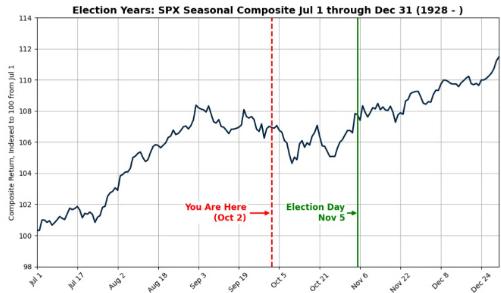 Election Years: SPX Seasonal Composite Jul 1 through Dec 31 (1928 - )
Composite Return, Indexed to 100 From Jul 1
114
112
110
108
106
104
102
100
98
You Are Here
(Oct 2)
Election Day
Nov 5
Jul 1
Jul 17
Aug 2
Aug 18
Sep 3
Sep 19
Oct 5
Oct 21
Nov 6
Nov 22
Dec 8
Dec 24